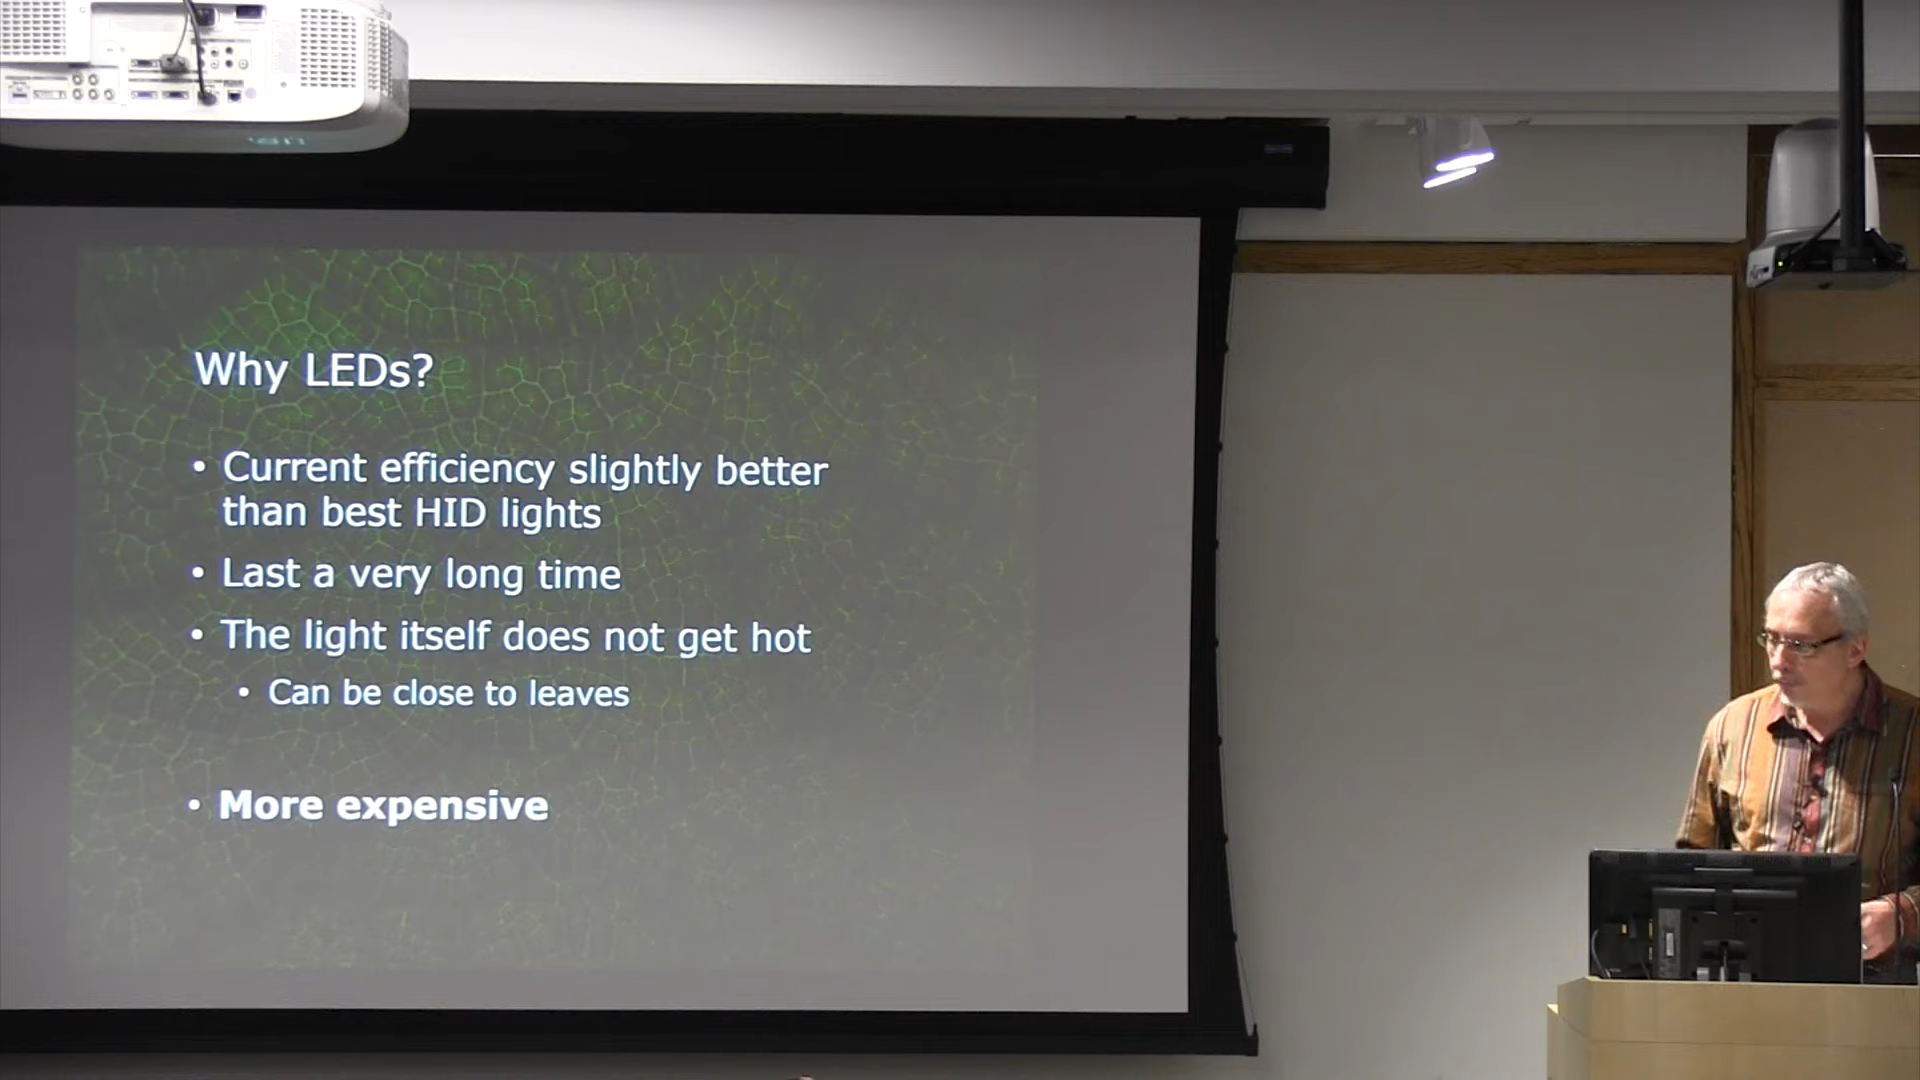 Why LEDs?
• Current efficiency slightly better
than best HID lights
• Last a very long time
• The light itself does not get hot
• Can be close to leaves
• More expensive